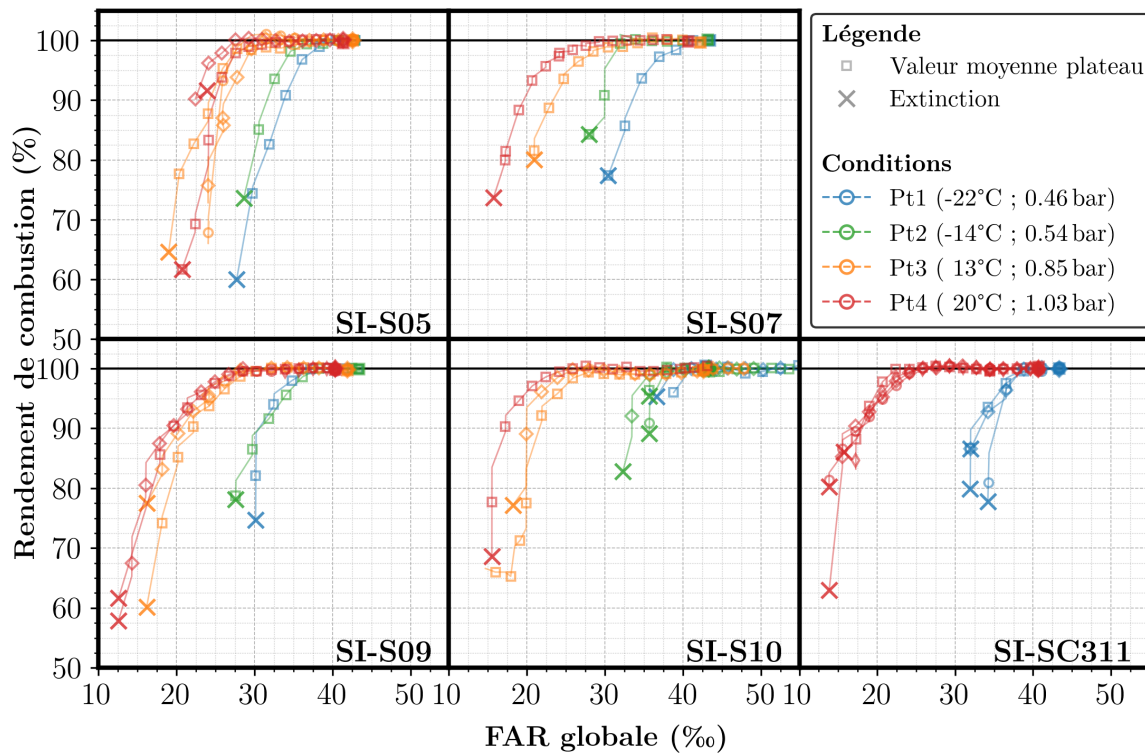 Rendement de combustion (%)
100
90
80
70
60
50
SI-S05
SI-S07
Légende
Valeur moyenne plateau
Extinction
Conditions
Pt1 (-22°C ; 0.46 bar)
Pt2 (-14°C ; 0.54 bar)
Pt3 ( 13°C ; 0.85 bar)
Pt4 ( 20°C ; 1.03 bar)
100
90
80
70
60
50
SI-S09
SI-S10
SI-SC311
10 20 30 40 50 10 20 30 40 50 10 20 30 40 50
FAR globale (‰)